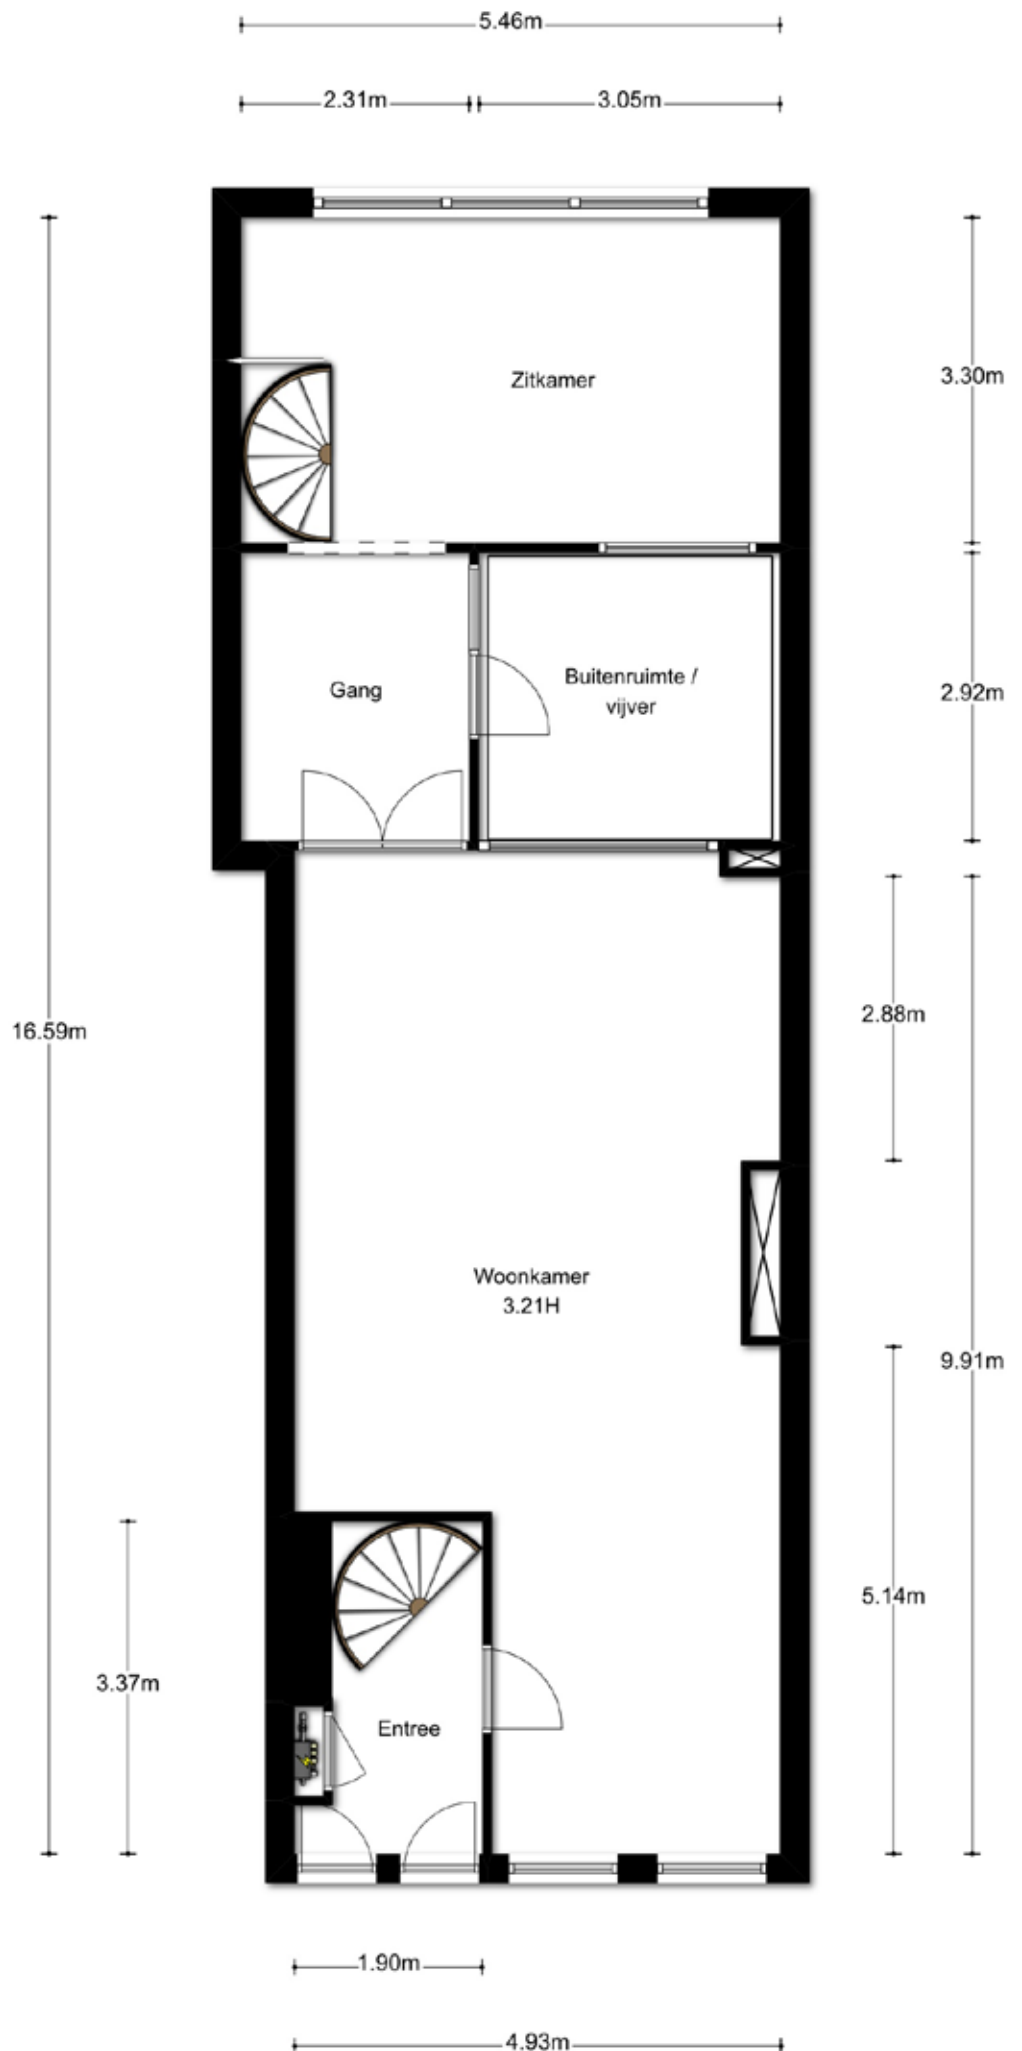 5.46m
2.31m
3.05m
Zitkamer
3.30m
Gang
Buitenruimte /
vijver
2.92m
2.88m
16.59m
Woonkamer
3.21H
9.91m
5.14m
3.37m
Entree
1.90m
4.93m